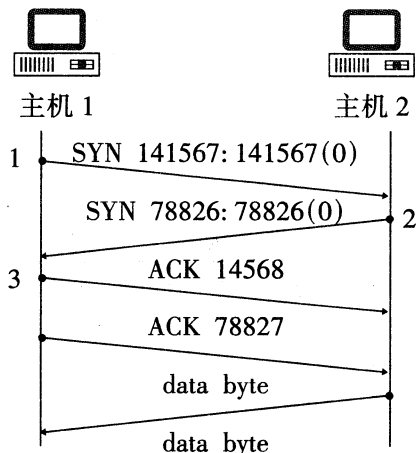 主机 1 主机 2
1 SYN 141567:141567(0)
SYN 78826:78826(0) 2
3 ACK 14568
ACK 78827
data byte
data byte